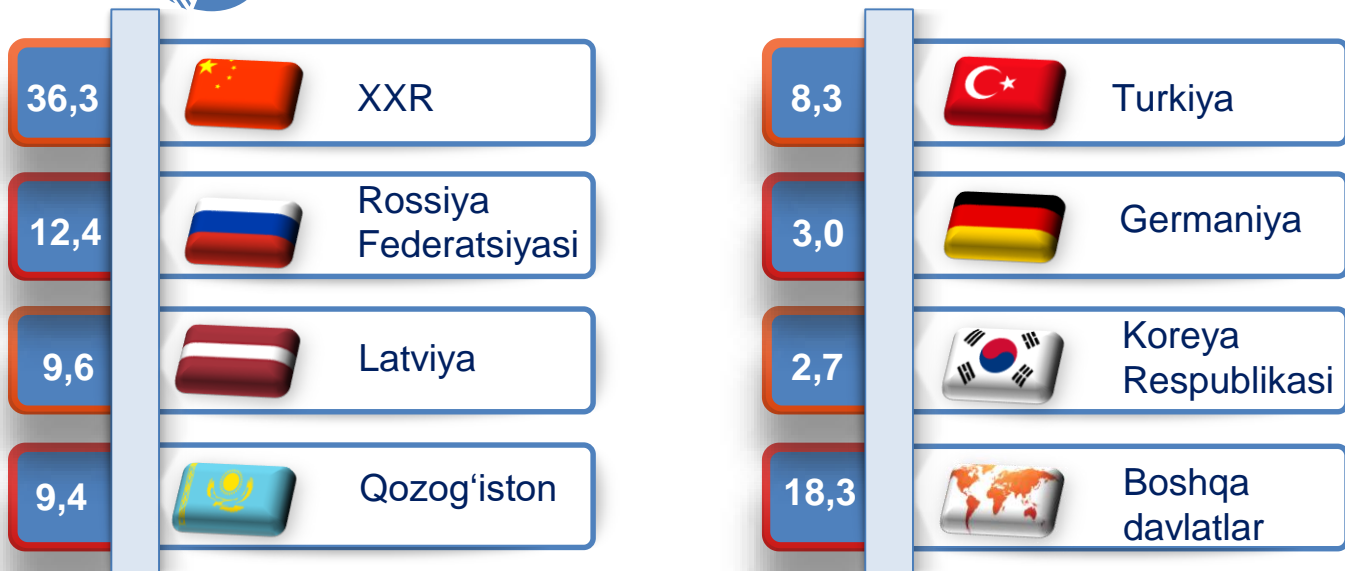 36,3
XXR
12,4
Rossiya
Federatsiyasi
9,6
Latviya
9,4
Qozog‘iston
8,3
Turkiya
3,0
Germaniya
2,7
Koreya
Respublikasi
18,3
Boshqa
davlatlar